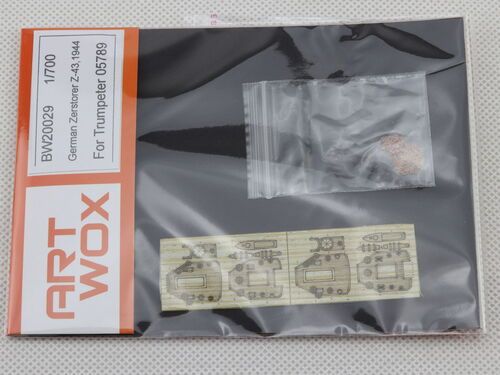 BW20029 1/700
German Zerstorer Z-43,1944
For Trumpeter 05789
ART
WOX